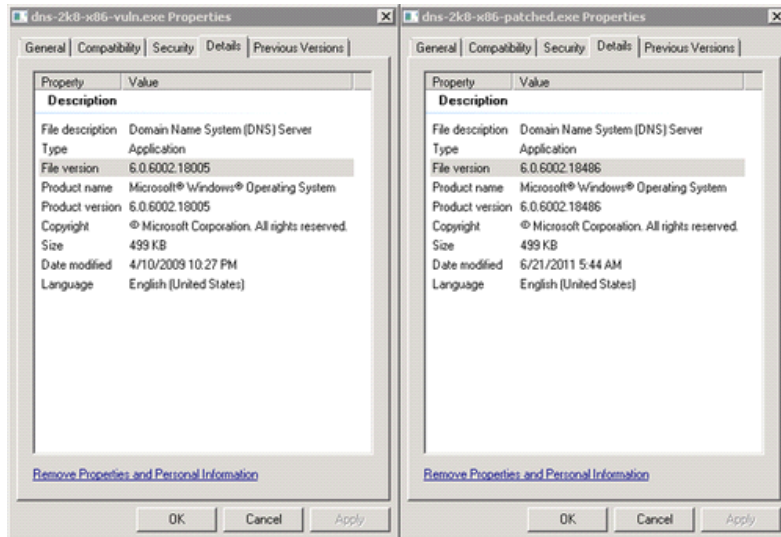 dns-2k8-x86-vuln.exe Properties
General Compatibility Security Details Previous Versions
Property Value
Description
File description Domain Name System (DNS) Server
Type Application
File version 6.0.6002.18005
Product name Microsoft® Windows® Operating System
Product version 6.0.6002.18005
Copyright © Microsoft Corporation. All rights reserved.
Size 499 KB
Date modified 4/10/2009 10:27 PM
Language English (United States)
Remove Properties and Personal Information
OK Cancel Apply
dns-2k8-x86-patched.exe Properties
General Compatibility Security Details Previous Versions
Property Value
Description
File description Domain Name System (DNS) Server
Type Application
File version 6.0.6002.18486
Product name Microsoft® Windows® Operating System
Product version 6.0.6002.18486
Copyright © Microsoft Corporation. All rights reserved.
Size 499 KB
Date modified 6/21/2011 5:44 AM
Language English (United States)
Remove Properties and Personal Information
OK Cancel Apply